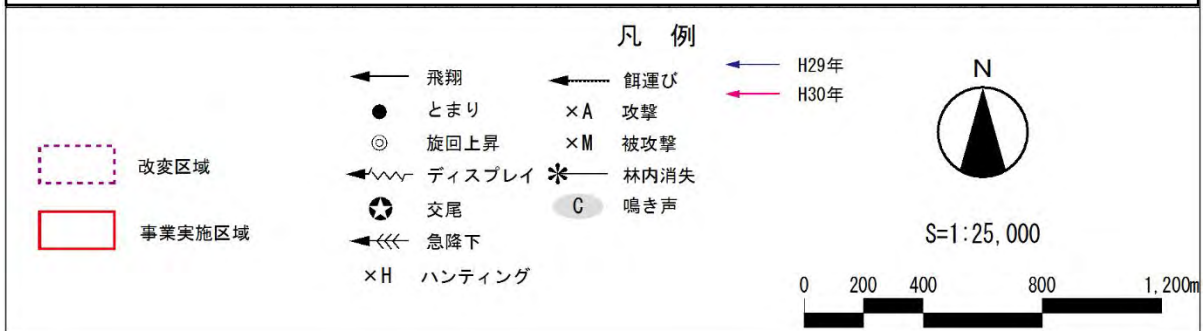 凡 例
改変区域
事業実施区域
飛翔
とまり
旋回上昇
ディスプレイ
交尾
急降下
×H ハンティング
餌運び
×A 攻撃
×M 被攻撃
林内消失
C 鳴き声
H29年
H30年
N
S=1:25,000
0 200 400 800 1,200m